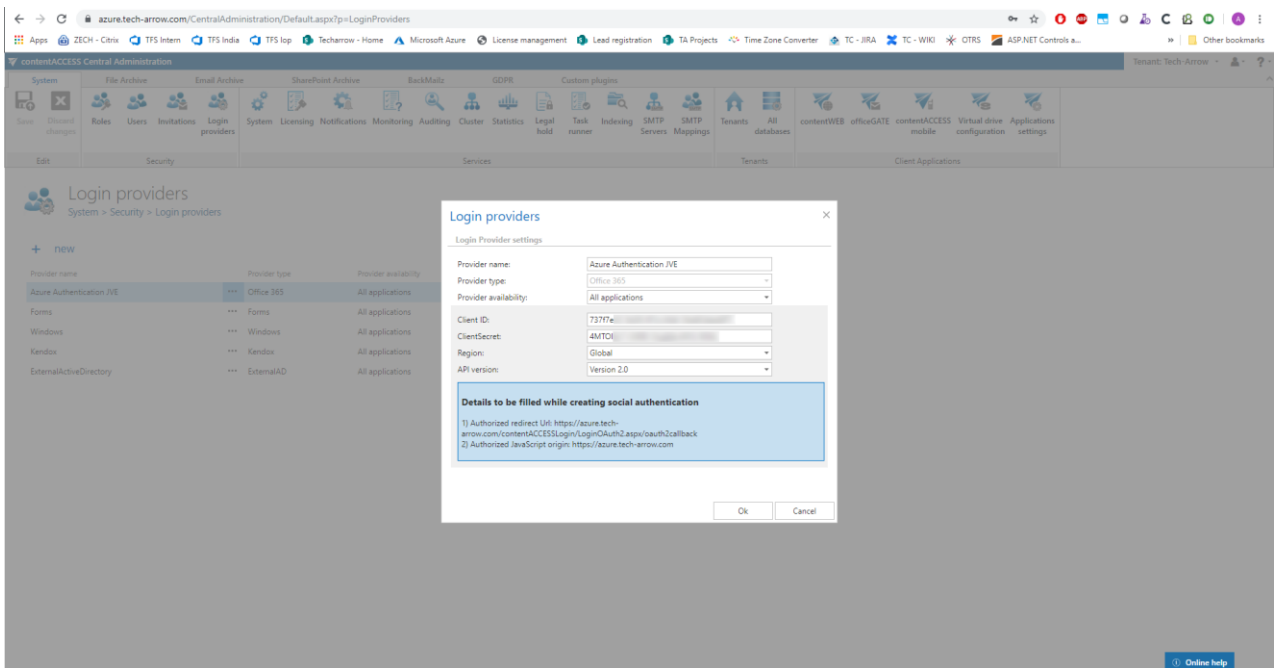 azure.tech-arrow.com/CentralAdministration/Default.aspx?p=LoginProviders
Apps ZECH - Citrix TFS Intern TFS India TFS Iop Techarrow - Home Microsoft Azure License management Lead registration TA Projects Time Zone Converter TC - JIRA TC - WIKI OTRS ASP.NET Controls a... » Other bookmarks
contentACCESS Central Administration Tenant: Tech-Arrow
System File Archive Email Archive SharePoint Archive BackMailz GDPR Custom plugins
Save Discard changes Roles Users Invitations Login providers System Licensing Notifications Monitoring Auditing Cluster Statistics Legal hold Task runner Indexing SMTP Servers SMTP Mappings Tenants All databases contentWEB officeGATE contentACCESS mobile Virtual drive configuration Applications settings
Edit Security Services Tenants Client Applications
Login providers
System > Security > Login providers
+ new
Provider name Provider type Provider availability
Azure Authentication JVE ••• Office 365 All applications
Forms ••• Forms All applications
Windows ••• Windows All applications
Kendox ••• Kendox All applications
ExternalActiveDirectory ••• ExternalAD All applications
Login providers
Login Provider settings
Provider name: Azure Authentication JVE
Provider type: Office 365
Provider availability: All applications
Client ID: 737f7e
ClientSecret:
Region: Global
API version: Version 2.0
Details to be filled while creating social authentication
1) Authorized redirect Url: https://azure.tech-
arrow.com/contentACCESSLogin/LoginOAuth2.aspx/oauth2callback
2) Authorized JavaScript origin: https://azure.tech-arrow.com
Ok Cancel
Online help